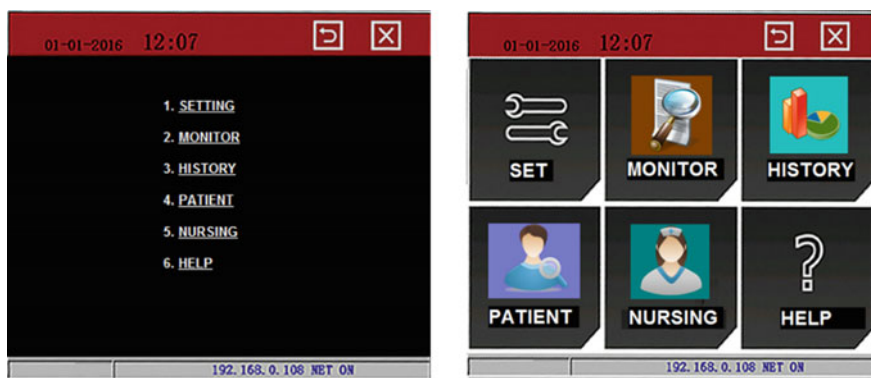 01-01-2016 12:07
1. SETTING
2. MONITOR
3. HISTORY
4. PATIENT
5. NURSING
6. HELP
192.168.0.108 NET ON
01-01-2016 12:07
SET MONITOR HISTORY
PATIENT NURSING HELP
192.168.0.108 NET ON